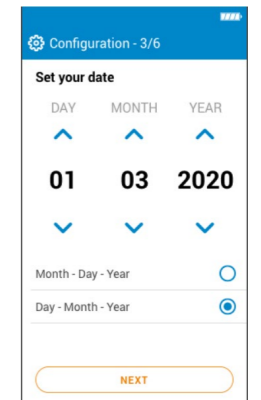 Configuration - 3/6
Set your date
DAY MONTH YEAR
01 03 2020
Month - Day - Year
Day - Month - Year
NEXT